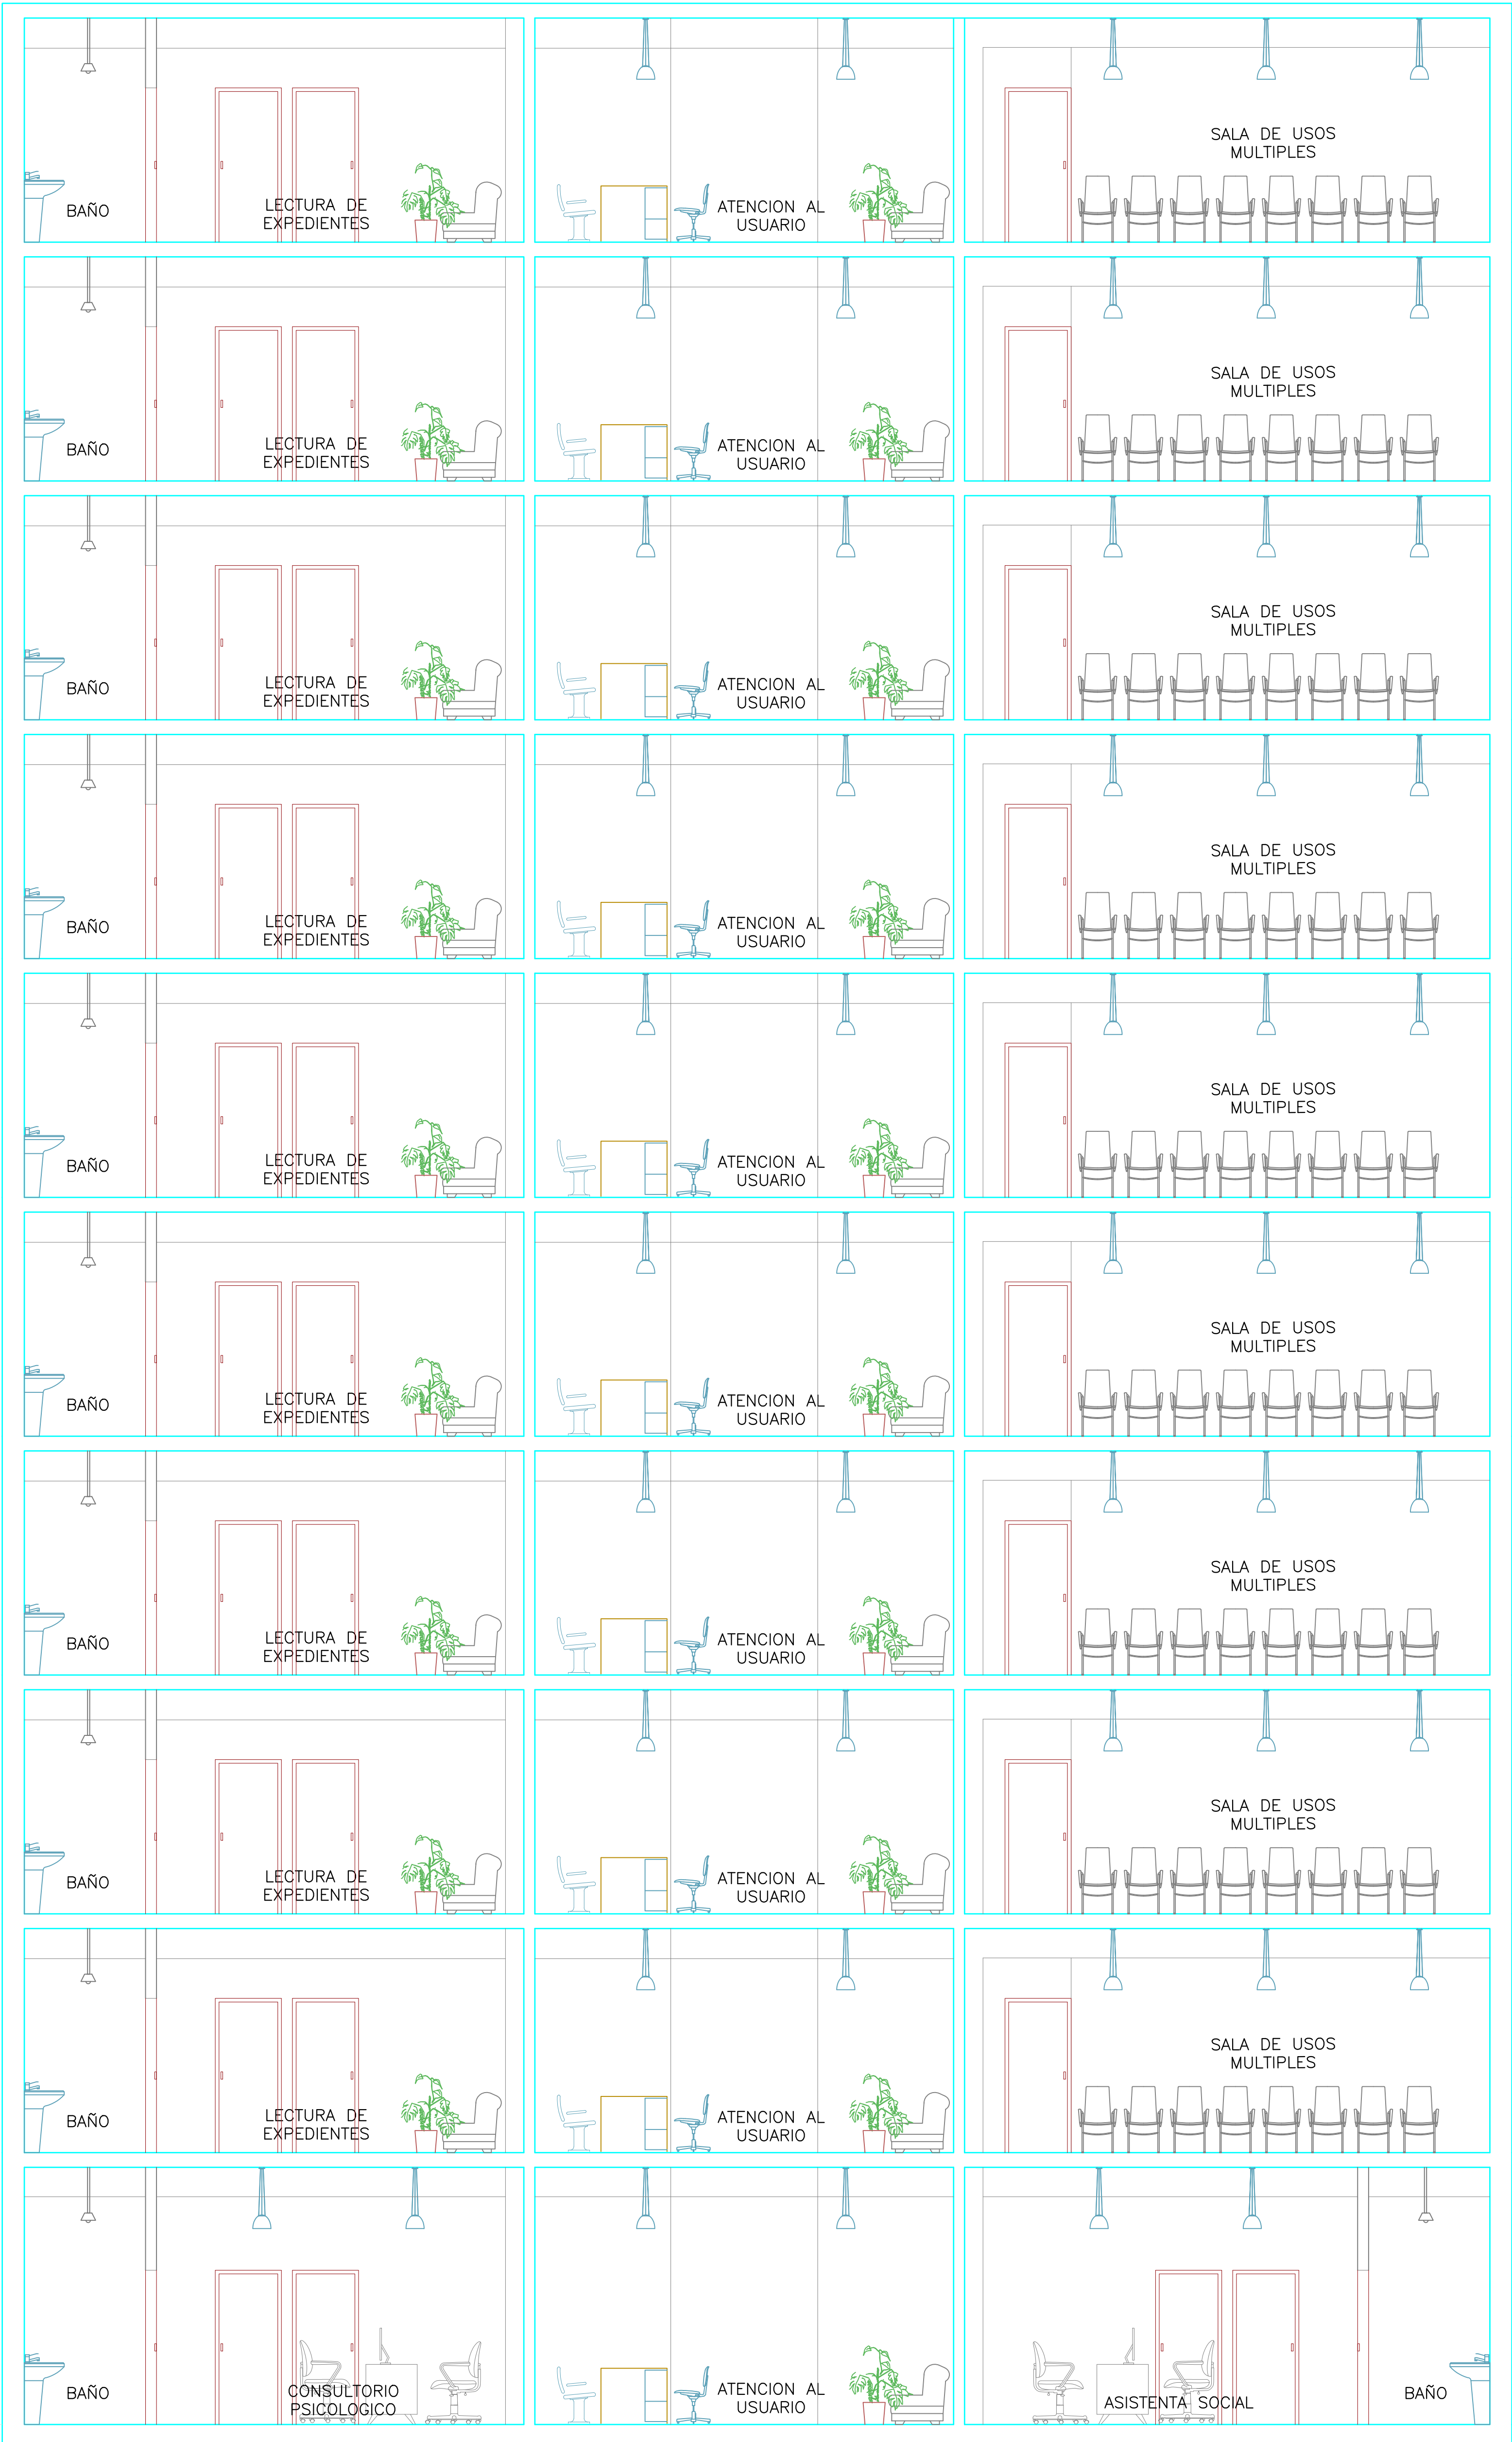 SALA DE USOS
MULTIPLES
BAÑO
LECTURA DE
EXPEDIENTES
ATENCION AL
USUARIO
SALA DE USOS
MULTIPLES
BAÑO
LECTURA DE
EXPEDIENTES
ATENCION AL
USUARIO
SALA DE USOS
MULTIPLES
BAÑO
LECTURA DE
EXPEDIENTES
ATENCION AL
USUARIO
SALA DE USOS
MULTIPLES
BAÑO
LECTURA DE
EXPEDIENTES
ATENCION AL
USUARIO
SALA DE USOS
MULTIPLES
BAÑO
LECTURA DE
EXPEDIENTES
ATENCION AL
USUARIO
SALA DE USOS
MULTIPLES
BAÑO
LECTURA DE
EXPEDIENTES
ATENCION AL
USUARIO
SALA DE USOS
MULTIPLES
BAÑO
LECTURA DE
EXPEDIENTES
ATENCION AL
USUARIO
SALA DE USOS
MULTIPLES
BAÑO
LECTURA DE
EXPEDIENTES
ATENCION AL
USUARIO
SALA DE USOS
MULTIPLES
BAÑO
LECTURA DE
EXPEDIENTES
ATENCION AL
USUARIO
BAÑO
CONSULTORIO
PSICOLOGICO
ATENCION AL
USUARIO
ASISTENTA SOCIAL
BAÑO